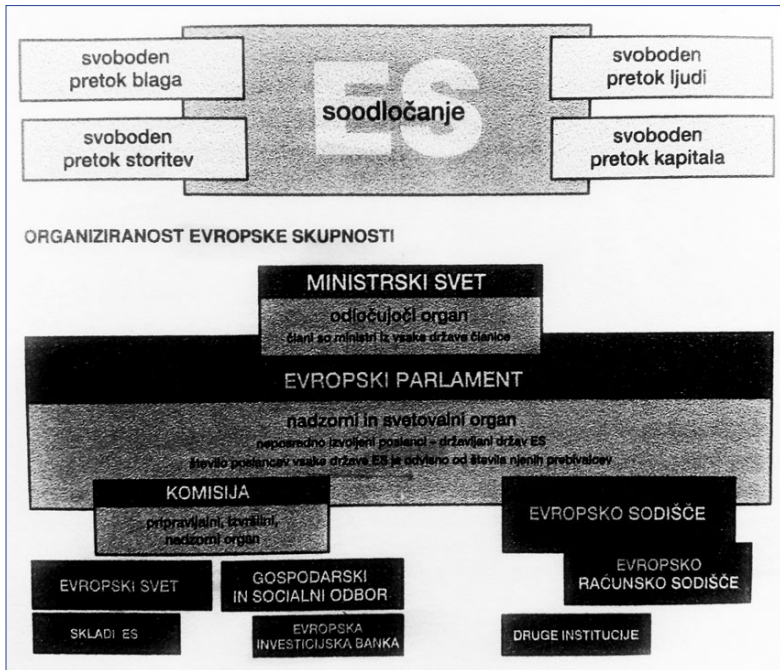 svoboden
pretok blaga
svoboden
pretok storitev
ES
soodločanje
svoboden
pretok ljudi
svoboden
pretok kapitala
ORGANIZIRANOST EVROPSKE SKUPNOSTI
MINISTRSKI SVET
odločujoči organ
člani so ministri iz vsake države članice
EVROPSKI PARLAMENT
nadzorni in svetovalni organ
neposredno izvoljeni poslanci – državljani držav ES
število poslancev vsake države ES je odvisno od števila njenih prebivalcev
KOMISIJA
pripravljalni, izvršilni,
nadzorni organ
EVROPSKO SODIŠČE
EVROPSKO
RAČUNSKO SODIŠČE
EVROPSKI SVET
GOSPODARSKI
IN SOCIALNI ODBOR
SKLADI ES
EVROPSKA
INVESTICIJSKA BANKA
DRUGE INSTITUCIJE